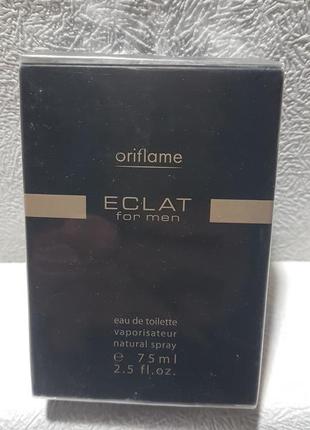 oriflame
ECLAT
for men
eau de toilette
vaporisateur
natural spray
e 75ml
2.5 fl.oz.